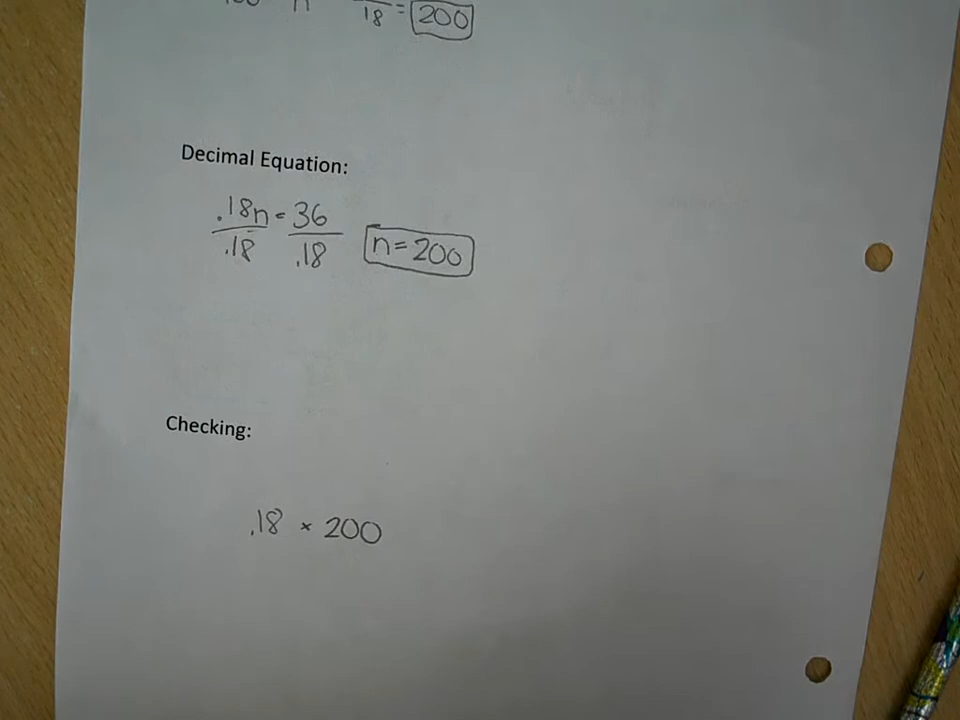 n
18 = 200
Decimal Equation:
.18n = 36
.18 .18 n = 200
Checking:
.18 × 200